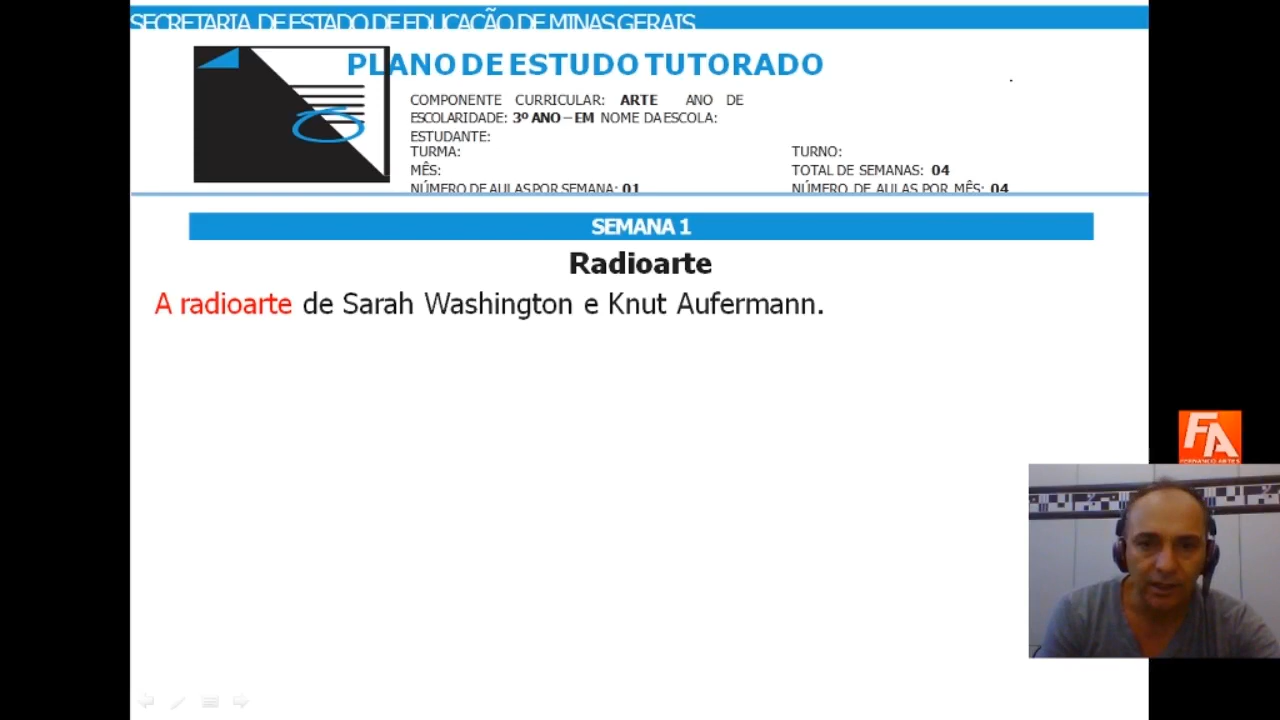 SECRETARIA DE ESTADO DE EDUCAÇÃO DE MINAS GERAIS
PLANO DE ESTUDO TUTORADO
COMPONENTE CURRICULAR: ARTE ANO DE
ESCOLARIDADE: 3º ANO – EM NOME DA ESCOLA:
ESTUDANTE:
TURMA: TURNO:
MÊS: TOTAL DE SEMANAS: 04
NÚMERO DE AULAS POR SEMANA: 01 NÚMERO DE AULAS POR MÊS: 04
SEMANA 1
Radioarte
A radioarte de Sarah Washington e Knut Aufermann.
FA